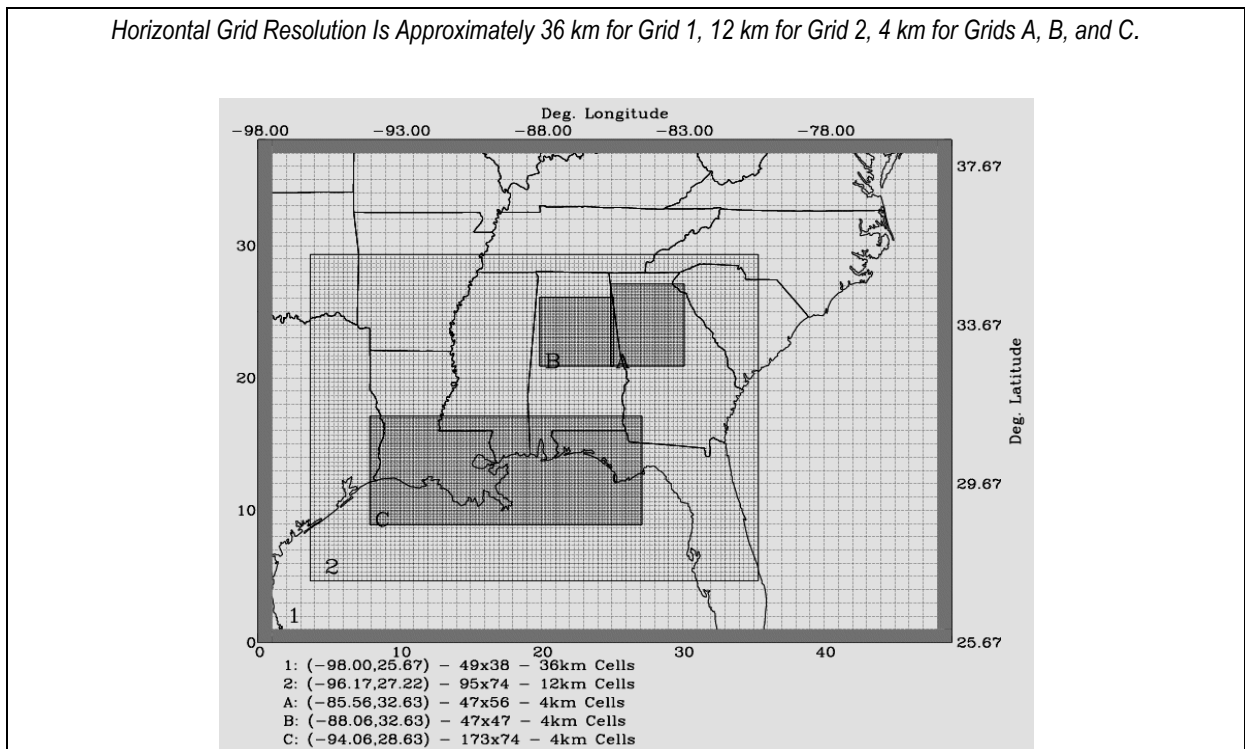 Horizontal Grid Resolution Is Approximately 36 km for Grid 1, 12 km for Grid 2, 4 km for Grids A, B, and C.
Deg. Longitude
-98.00 -93.00 -88.00 -83.00 -78.00
37.67
30
33.67
B A
20
Deg. Latitude
29.67
C
10
2
1
0 25.67
0 10 20 30 40
1: (-98.00,25.67) - 49x38 - 36km Cells
2: (-96.17,27.22) - 95x74 - 12km Cells
A: (-85.56,32.63) - 47x56 - 4km Cells
B: (-88.06,32.63) - 47x47 - 4km Cells
C: (-94.06,28.63) - 173x74 - 4km Cells